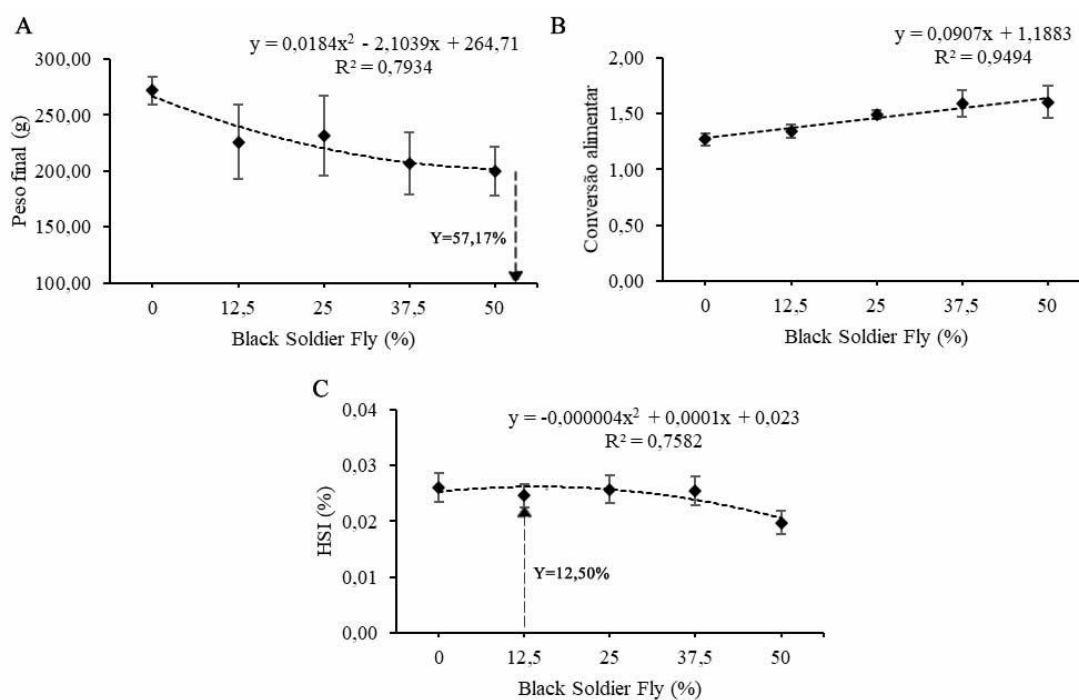 A
y = 0,0184x² - 2,1039x + 264,71
R² = 0,7934
300,00
250,00
200,00
150,00
100,00
Peso final (g)
Y=57,17%
0 12,5 25 37,5 50
Black Soldier Fly (%)
B
y = 0,0907x + 1,1883
R² = 0,9494
2,00
1,50
1,00
0,50
0,00
Conversão alimentar
0 12,5 25 37,5 50
Black Soldier Fly (%)
C
y = -0,000004x² + 0,0001x + 0,023
R² = 0,7582
0.04
0,03
0,02
0,01
0,00
HSI (%)
Y=12,50%
0 12,5 25 37,5 50
Black Soldier Fly (%)